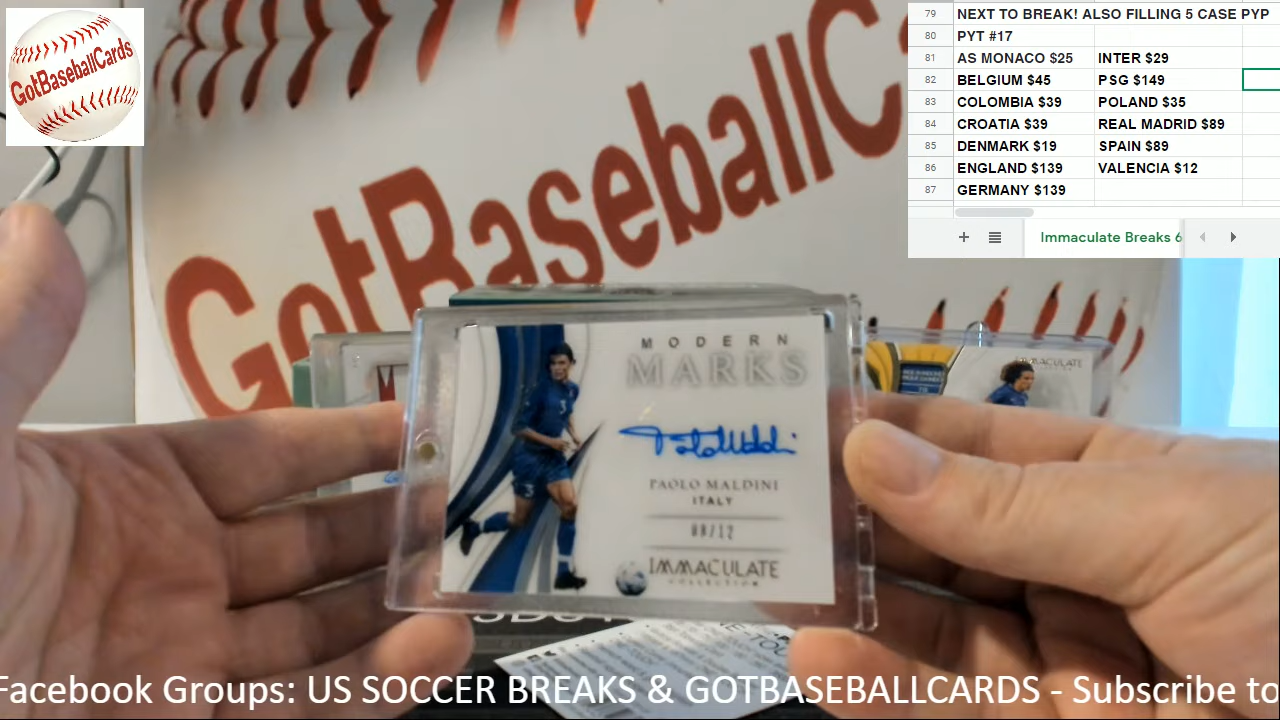 GotBaseballCards
79 NEXT TO BREAK! ALSO FILLING 5 CASE PYP
80 PYT #17
81 AS MONACO $25 INTER $29
82 BELGIUM $45 PSG $149
83 COLOMBIA $39 POLAND $35
84 CROATIA $39 REAL MADRID $89
85 DENMARK $19 SPAIN $89
86 ENGLAND $139 VALENCIA $12
87 GERMANY $139
Immaculate Breaks 6
GotBaseballC
MODERN
MARKS
IMMACULATE
Paolo Maldini
PAOLO MALDINI
ITALY
08/12
IMMACULATE
COLLECTION
Facebook Groups: US SOCCER BREAKS & GOTBASEBALLCARDS - Subscribe to